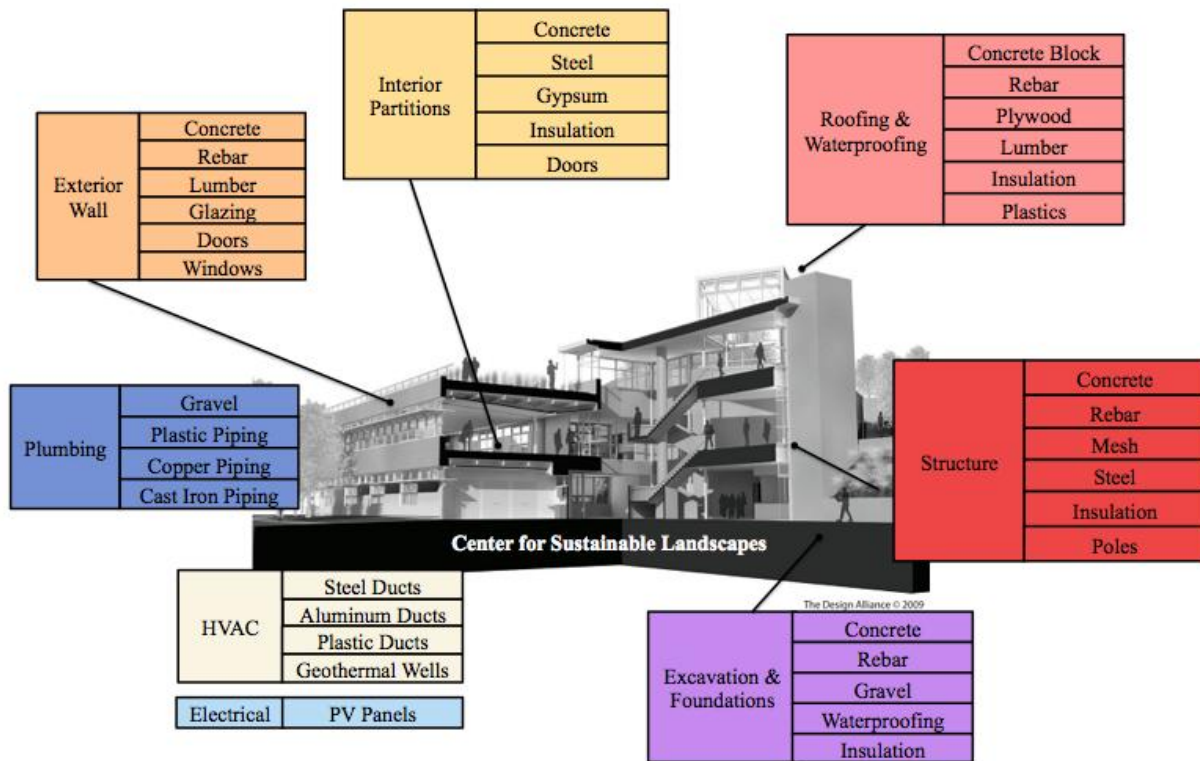 Interior
Partitions
Concrete
Steel
Gypsum
Insulation
Doors
Roofing &
Waterproofing
Concrete Block
Rebar
Plywood
Lumber
Insulation
Plastics
Exterior
Wall
Concrete
Rebar
Lumber
Glazing
Doors
Windows
Plumbing
Gravel
Plastic Piping
Copper Piping
Cast Iron Piping
Structure
Concrete
Rebar
Mesh
Steel
Insulation
Poles
Center for Sustainable Landscapes
The Design Alliance © 2009
HVAC
Steel Ducts
Aluminum Ducts
Plastic Ducts
Geothermal Wells
Electrical
PV Panels
Excavation &
Foundations
Concrete
Rebar
Gravel
Waterproofing
Insulation